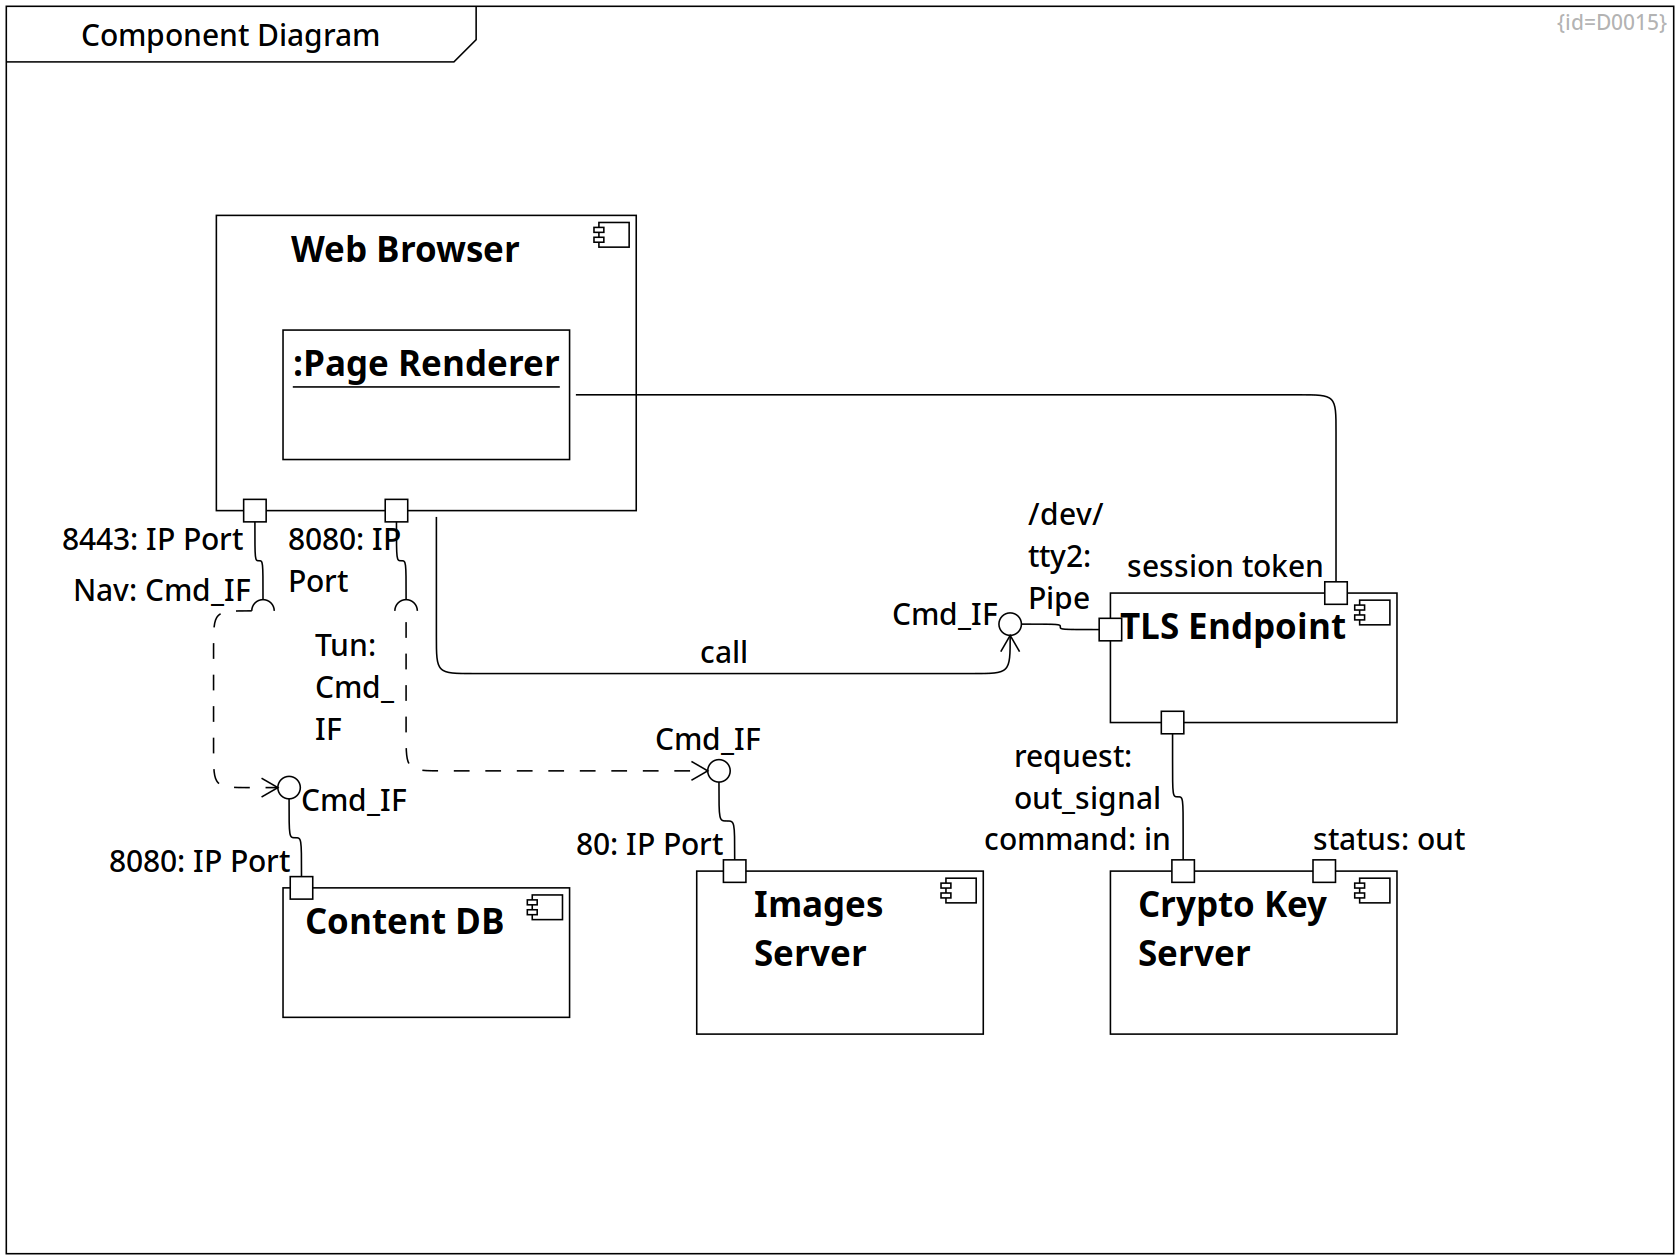 Component Diagram
{id=D0015}
Web Browser
:Page Renderer
8443: IP Port
8080: IP
Port
Nav: Cmd_IF
Tun:
Cmd_
IF
call
Cmd_IF
/dev/
tty2:
Pipe
session token
TLS Endpoint
Cmd_IF
Cmd_IF
8080: IP Port
80: IP Port
request:
out_signal
command: in
status: out
Content DB
Images
Server
Crypto Key
Server